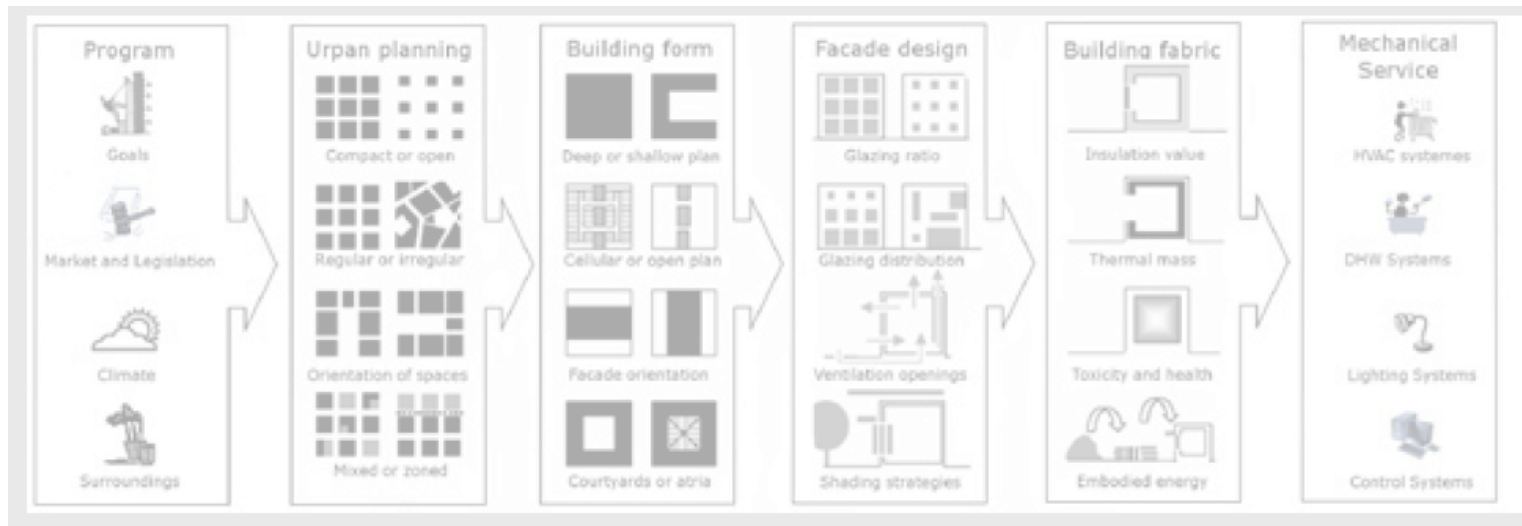 Program
Goals
Market and Legislation
Climate
Surroundings
Urpan planning
Compact or open
Regular or irregular
Orientation of spaces
Mixed or zoned
Building form
Deep or shallow plan
Cellular or open plan
Facade orientation
Courtyards or atria
Facade design
Glazing ratio
Glazing distribution
Ventilation openings
Shading strategies
Building fabric
Insulation value
Thermal mass
Toxicity and health
Embodied energy
Mechanical
Service
HVAC systemes
DHW Systems
Lighting Systems
Control Systems